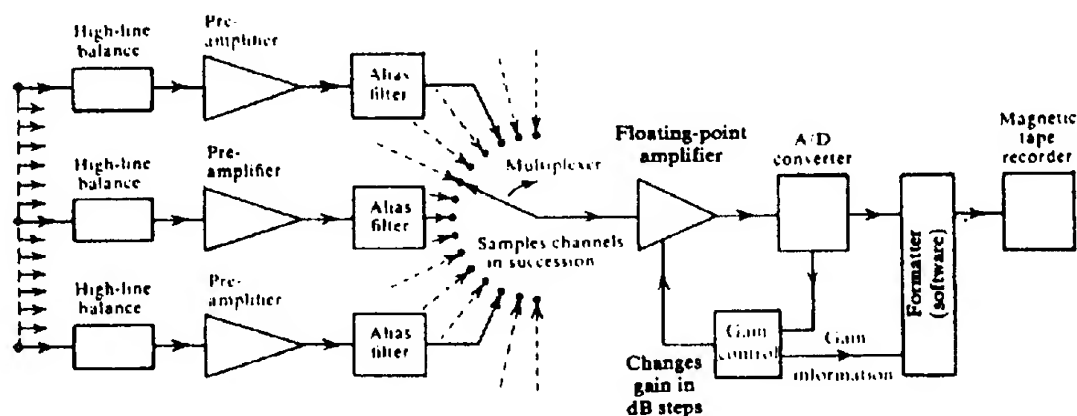 High-line
balance
Pre-
amplifier
Alias
filter
High-line
balance
Pre-
amplifier
Alias
filter
High-line
balance
Pre-
amplifier
Alias
filter
Multiplexer
Samples channels
in succession
Floating-point
amplifier
A/D
converter
Magnetic
tape
recorder
Formatter
(software)
Gain
control
Gain
information
Changes
gain in
dB steps